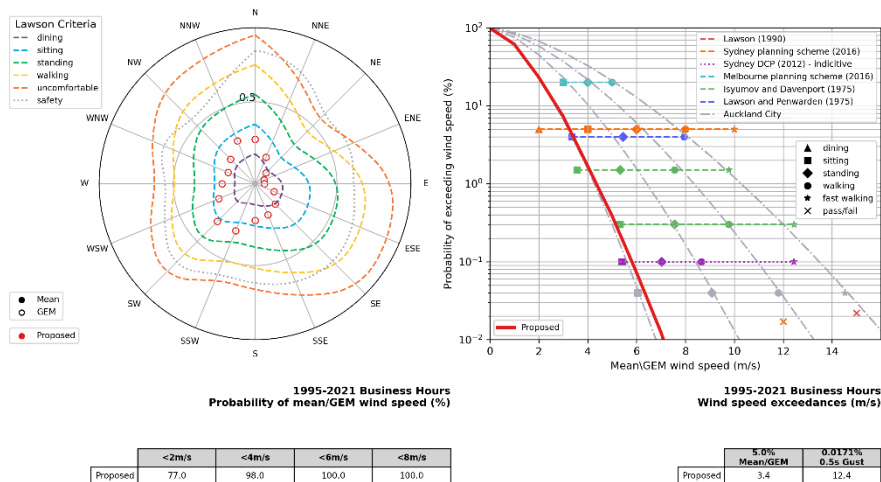 Lawson Criteria
dining
sitting
standing
walking
uncomfortable
safety
N
NNE
NE
ENE
E
ESE
SE
SSE
S
SSW
SW
WSW
W
WNW
NW
NNW
0.5
Mean
GEM
Proposed
1995-2021 Business Hours
Probability of mean/GEM wind speed (%)
<2m/s <4m/s <6m/s <8m/s
Proposed 77.0 98.0 100.0 100.0
Probability of exceeding wind speed (%)
10²
10¹
10⁰
10⁻¹
10⁻²
0 2 4 6 8 10 12 14
Mean\GEM wind speed (m/s)
Lawson (1990)
Sydney planning scheme (2016)
Sydney DCP (2012) - Indicitive
Melbourne planning scheme (2016)
Isyumov and Davenport (1975)
Lawson and Penwarden (1975)
Auckland City
dining
sitting
standing
walking
fast walking
pass/fail
Proposed
1995-2021 Business Hours
Wind speed exceedances (m/s)
5.0% 0.0171%
Mean/GEM 0.5s Gust
Proposed 3.4 12.4